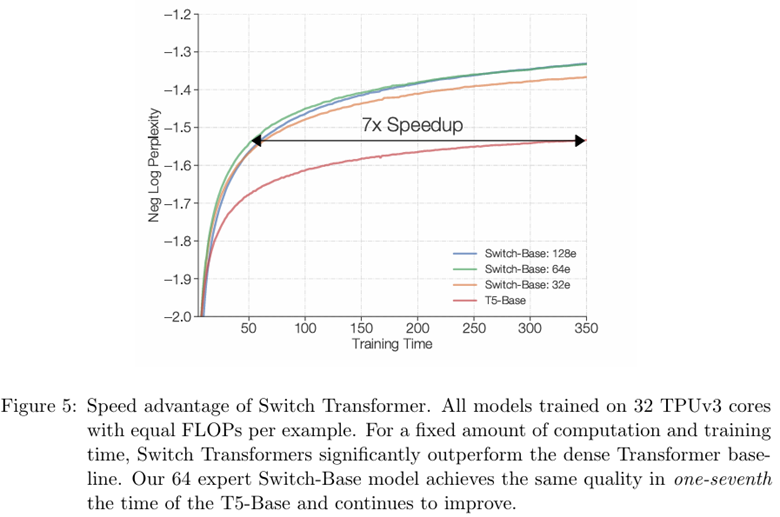 −1.2
−1.3
−1.4
−1.5
−1.6
−1.7
−1.8
−1.9
−2.0
Neg Log Perplexity
7x Speedup
Switch-Base: 128e
Switch-Base: 64e
Switch-Base: 32e
T5-Base
50 100 150 200 250 300 350
Training Time
Figure 5: Speed advantage of Switch Transformer. All models trained on 32 TPUv3 cores
with equal FLOPs per example. For a fixed amount of computation and training
time, Switch Transformers significantly outperform the dense Transformer base-
line. Our 64 expert Switch-Base model achieves the same quality in one-seventh
the time of the T5-Base and continues to improve.